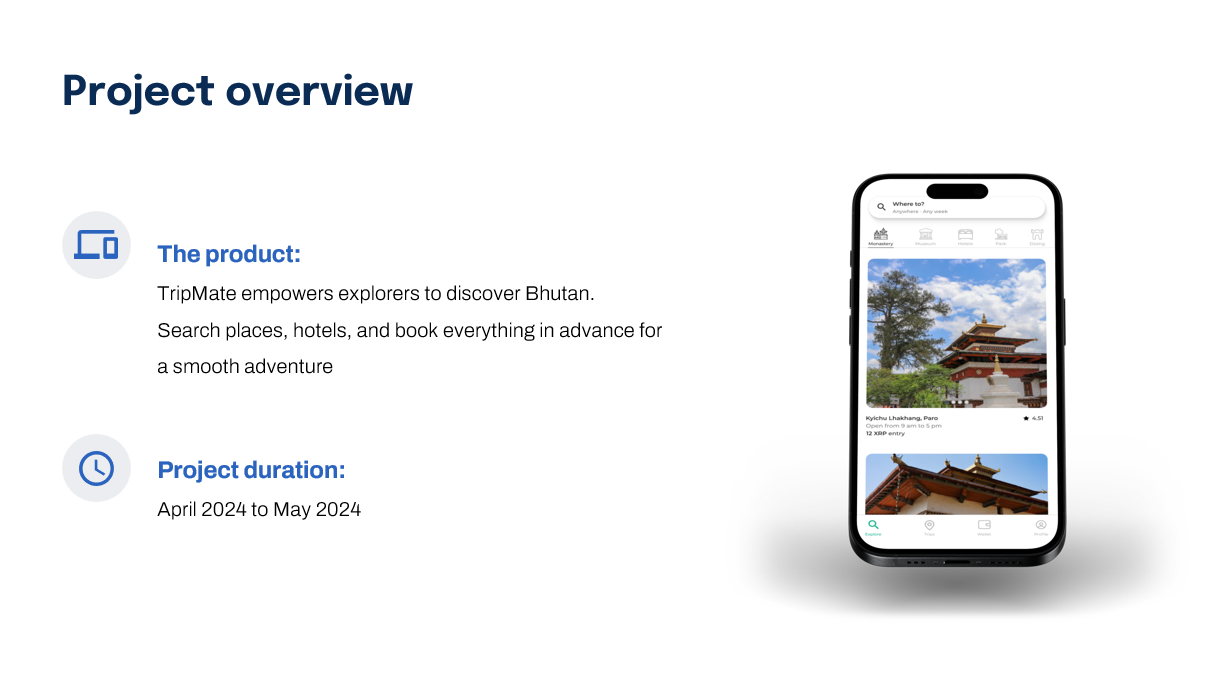 Project overview
The product:
TripMate empowers explorers to discover Bhutan.
Search places, hotels, and book everything in advance for
a smooth adventure
Project duration:
April 2024 to May 2024
Where to?
Anywhere · Any week
Monastery Museum Hotels Park Dining
Kyichu Lhakhang, Paro ★ 4.51
Open from 9 am to 5 pm
12 XRP entry
Explore Trips Wallet Profile